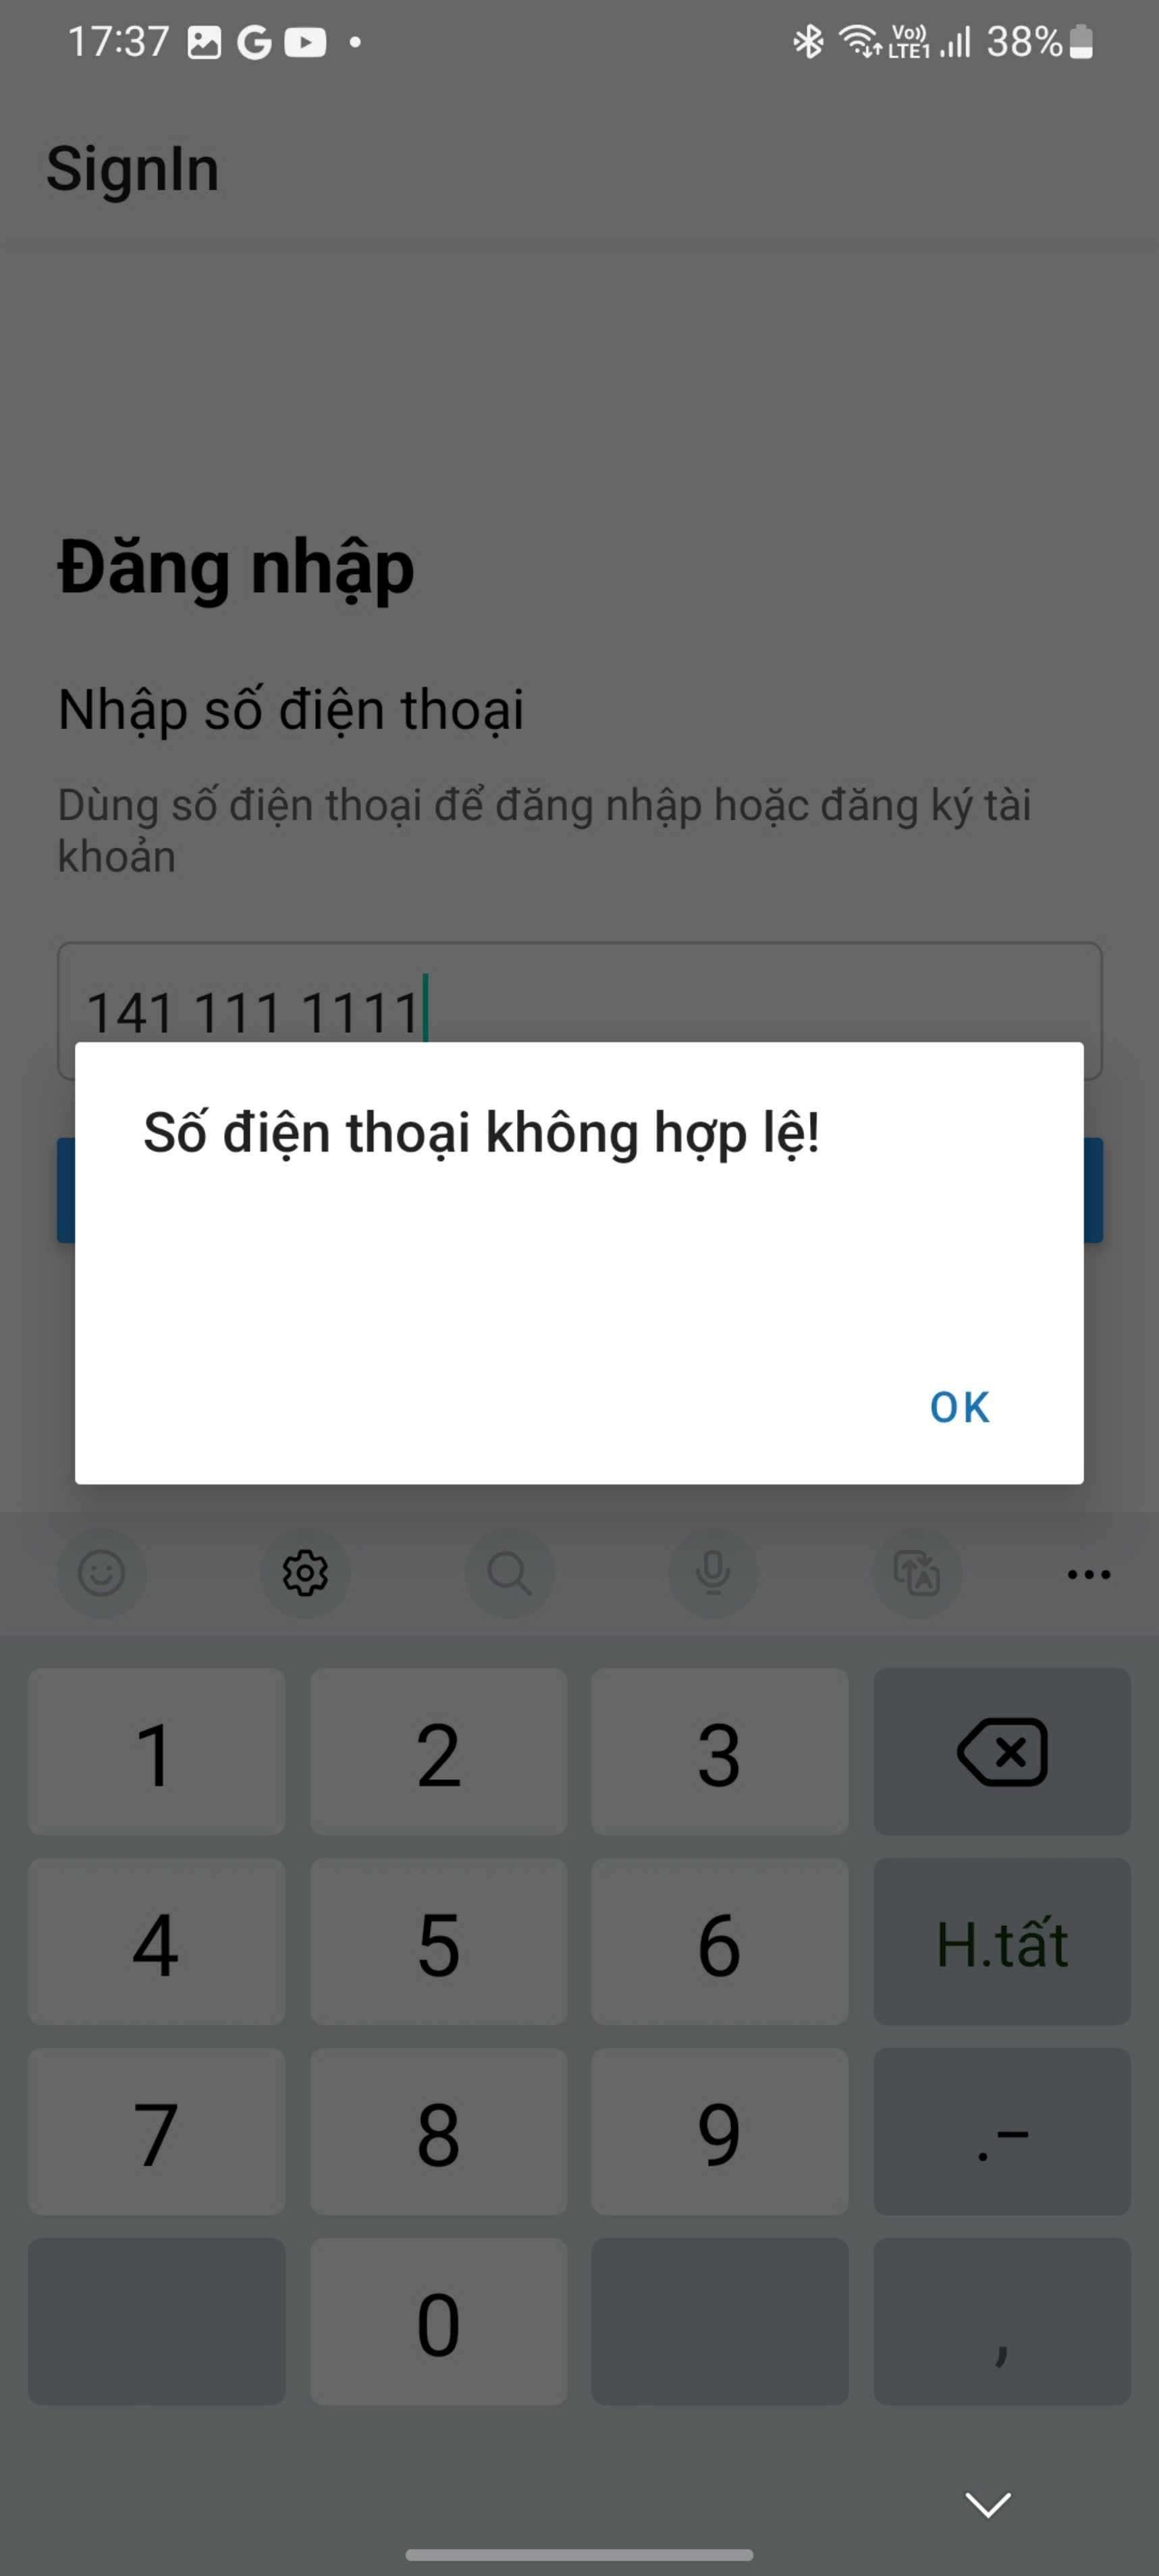 17:37
Vo))
LTE1
38%
SignIn
Đăng nhập
Nhập số điện thoại
Dùng số điện thoại để đăng nhập hoặc đăng ký tài
khoản
141 111 1111
Số điện thoại không hợp lệ!
OK
1 2 3
4 5 6 H.tất
7 8 9 .–
0 ,